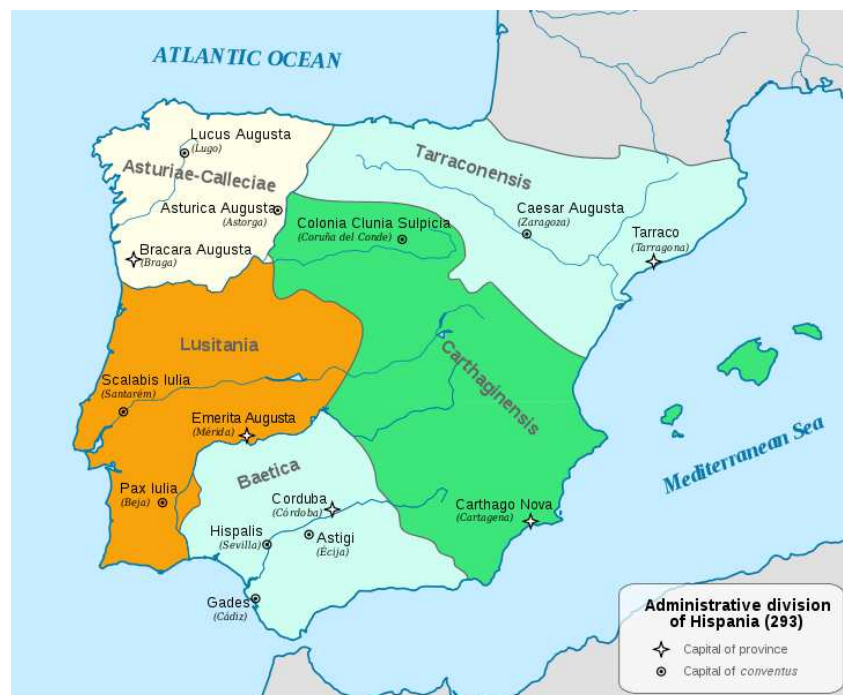 ATLANTIC OCEAN
Lucus Augusta
(Lugo)
Asturiae-Calleciae
Asturica Augusta
(Astorga)
Bracara Augusta
(Braga)
Tarraconensis
Colonia Clunia Sulpicia
(Coruña del Conde)
Caesar Augusta
(Zaragoza)
Tarraco
(Tarragona)
Lusitania
Scalabis Iulia
(Santarém)
Emerita Augusta
(Mérida)
Carthaginensis
Mediterranean Sea
Baetica
Pax Iulia
(Beja)
Corduba
(Córdoba)
Carthago Nova
(Cartagena)
Hispalis
(Sevilla)
Astigi
(Écija)
Gades
(Cádiz)
Administrative division
of Hispania (293)
Capital of province
Capital of conventus